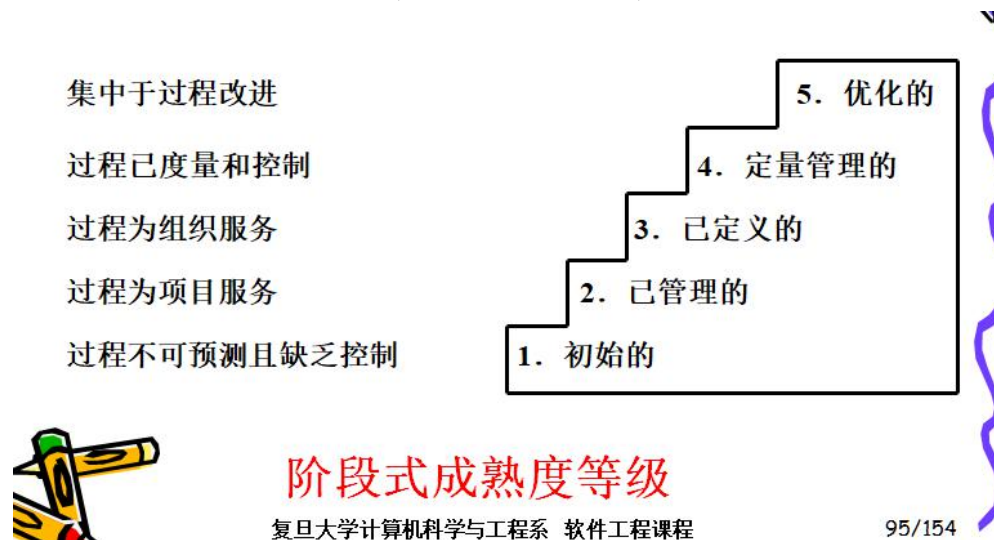 集中于过程改进 5. 优化的
过程已度量和控制 4. 定量管理的
过程为组织服务 3. 已定义的
过程为项目服务 2. 已管理的
过程不可预测且缺乏控制 1. 初始的
阶段式成熟度等级
复旦大学计算机科学与工程系 软件工程课程 95/154